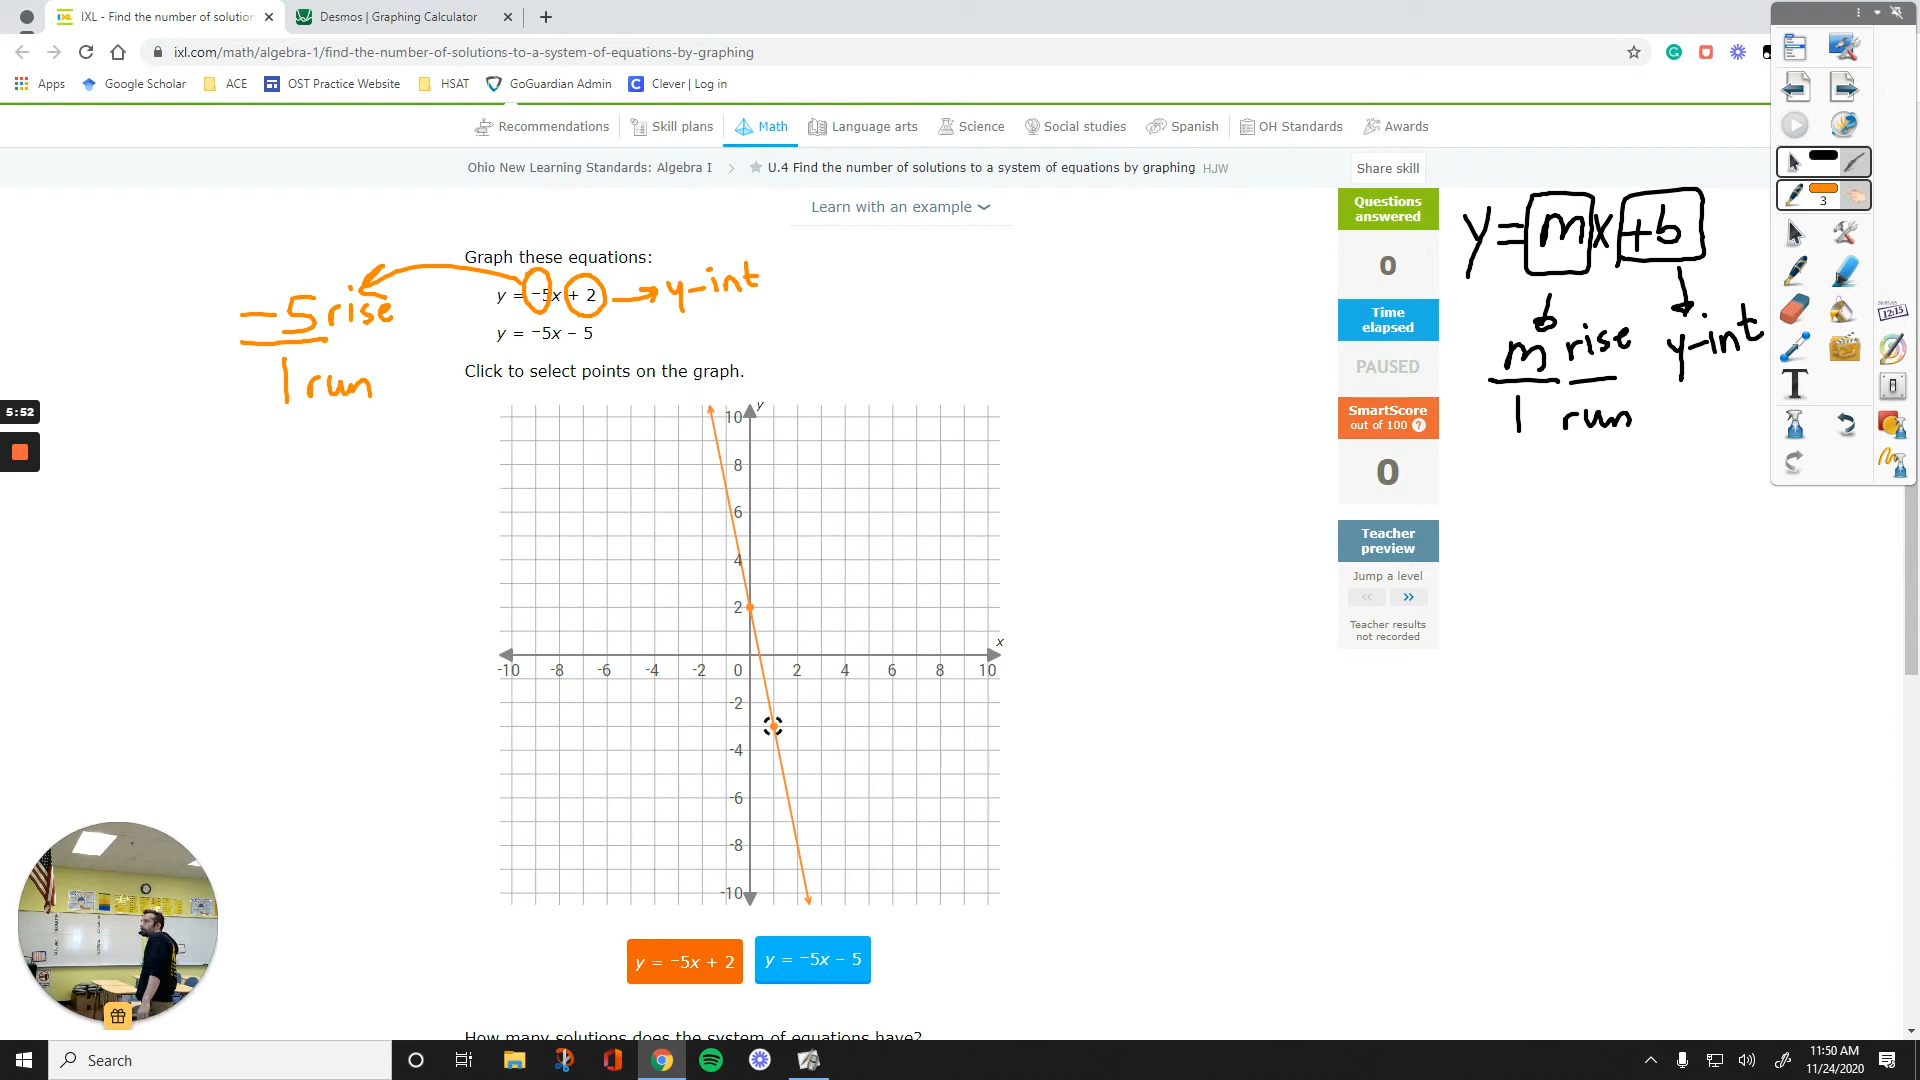 IXL - Find the number of solution
Desmos | Graphing Calculator
ixl.com/math/algebra-1/find-the-number-of-solutions-to-a-system-of-equations-by-graphing
Apps Google Scholar ACE OST Practice Website HSAT GoGuardian Admin Clever | Log in
Recommendations Skill plans Math Language arts Science Social studies Spanish OH Standards Awards
Ohio New Learning Standards: Algebra I > U.4 Find the number of solutions to a system of equations by graphing HJW
Share skill
Learn with an example
Graph these equations:
y = -5x + 2
y-int
-5 rise
1 run
y = -5x - 5
Click to select points on the graph.
y
10
8
6
4
2
x
-10 -8 -6 -4 -2 0 2 4 6 8 10
-2
-4
-6
-8
-10
y = -5x + 2
y = -5x - 5
How many solutions does the system of equations have?
Questions
answered
0
Time
elapsed
PAUSED
SmartScore
out of 100 ?
0
Teacher
preview
Jump a level
<< >>
Teacher results
not recorded
y=mx+b
m rise y-int
1 run
3
12:15
T
5:52
Search
11:50 AM
11/24/2020